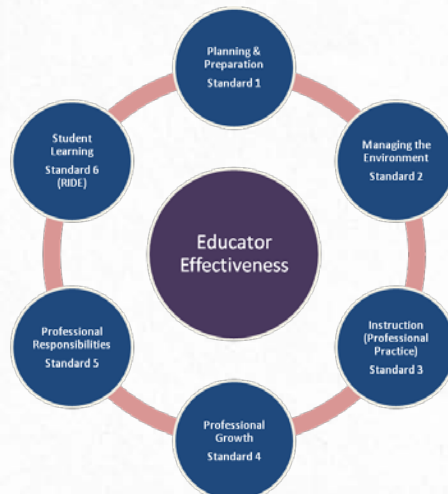 Planning &
Preparation
Standard 1
Managing the
Environment
Standard 2
Instruction
(Professional
Practice)
Standard 3
Professional
Growth
Standard 4
Professional
Responsibilities
Standard 5
Student
Learning
Standard 6
(RIDE)
Educator
Effectiveness